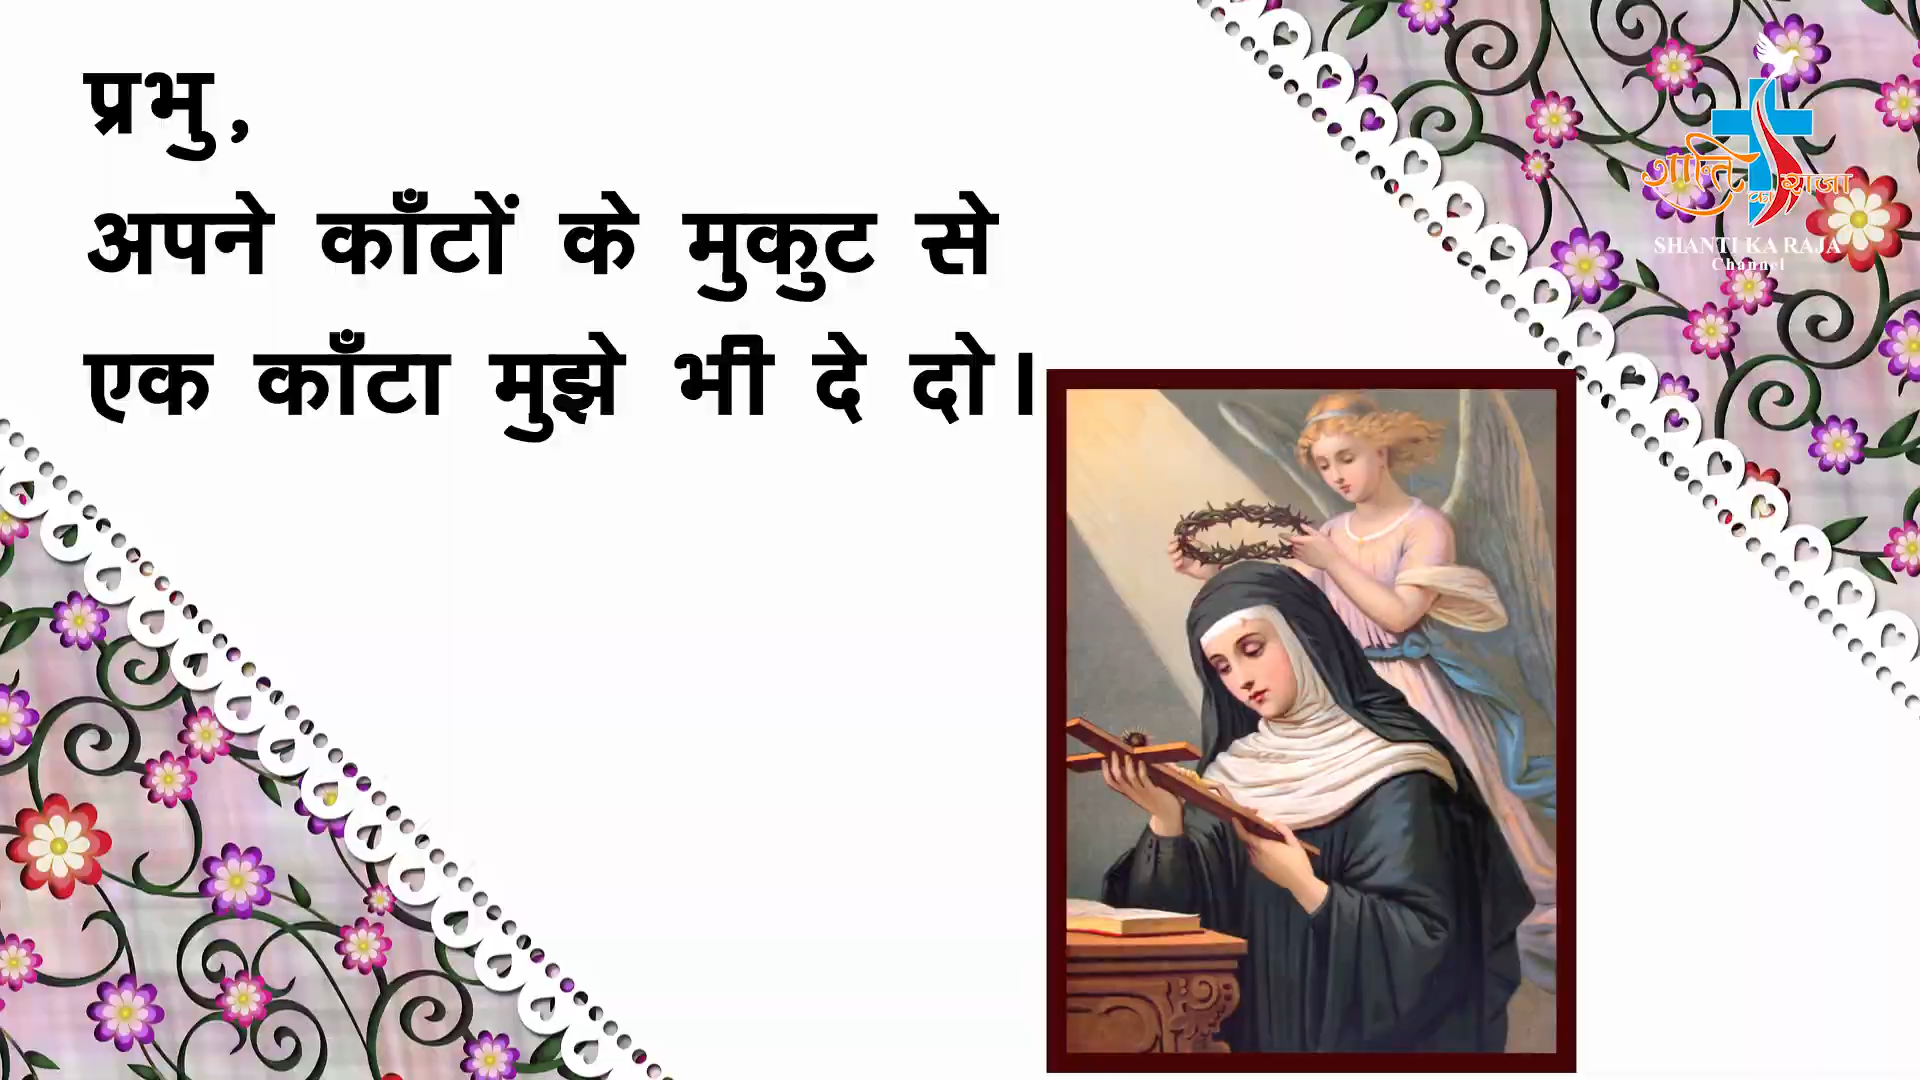 प्रभु,
अपने काँटों के मुकुट से
एक काँटा मुझे भी दे दो।
शान्ति का राजा
SHANTI KA RAJA
Channel